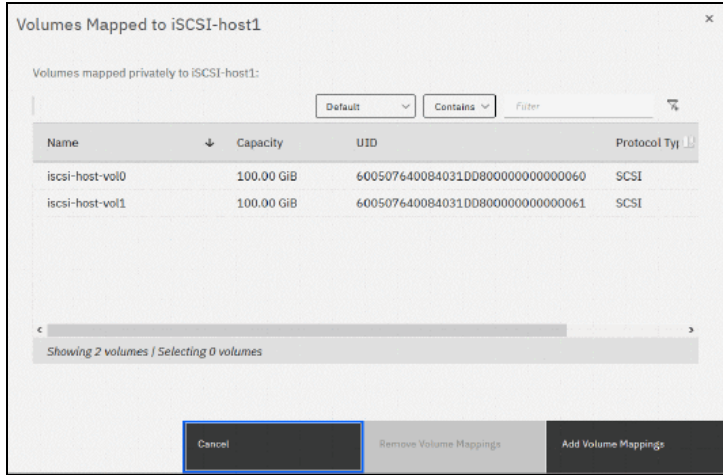 Volumes Mapped to iSCSI-host1
Volumes mapped privately to iSCSI-host1:
Default Contains Filter
Name Capacity UID Protocol Ty
iscsi-host-vol0 100.00 GiB 600507640084031DD800000000000060 SCSI
iscsi-host-vol1 100.00 GiB 600507640084031DD800000000000061 SCSI
Showing 2 volumes | Selecting 0 volumes
Cancel Remove Volume Mappings Add Volume Mappings